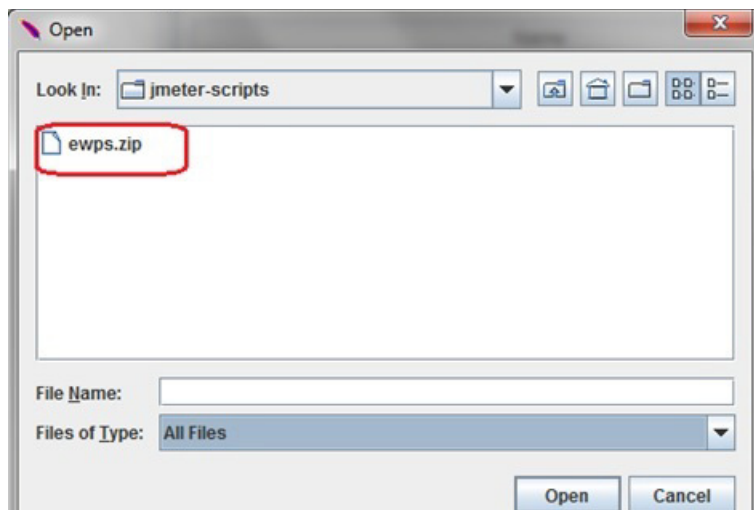 Open
Look In: jmeter-scripts
ewps.zip
File Name:
Files of Type: All Files
Open Cancel